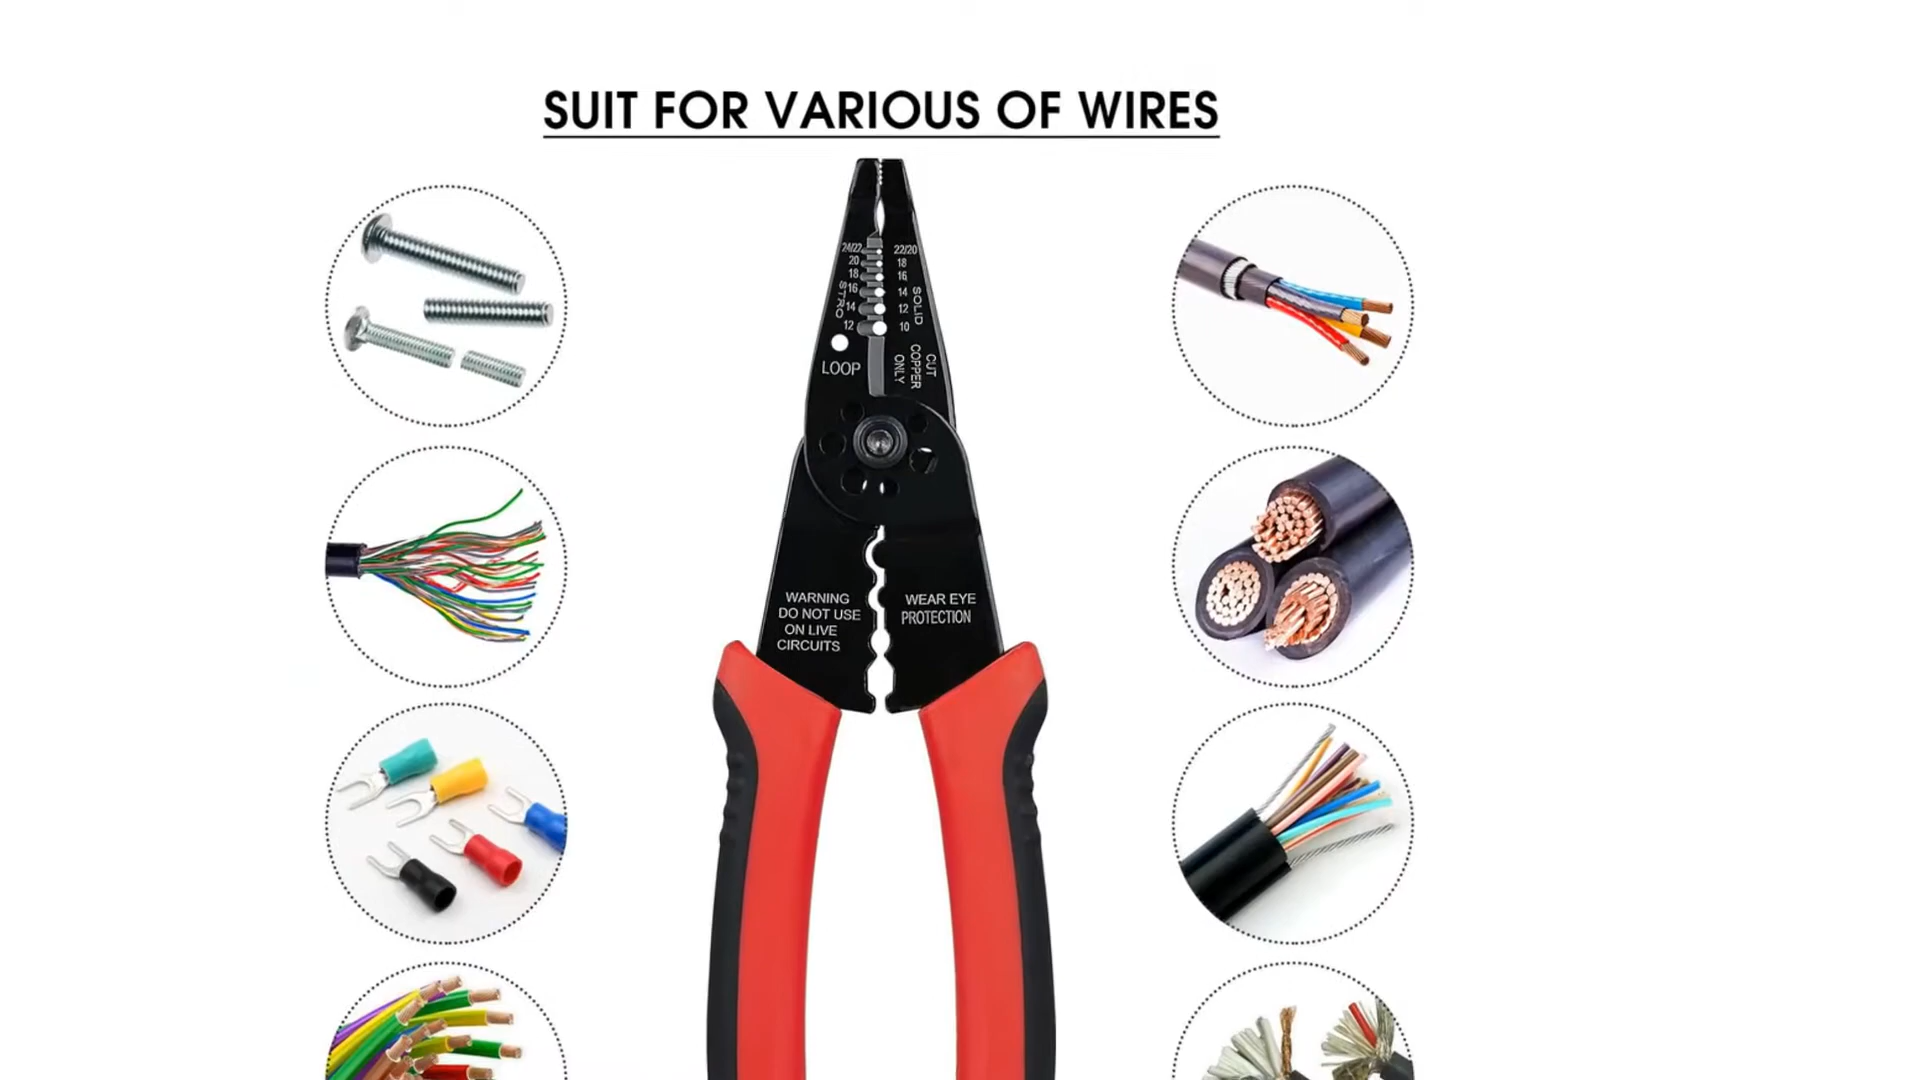 SUIT FOR VARIOUS OF WIRES
24/22 22/20
20 18
18 16
16 14
14 12
12 10
STRD
SOLID
LOOP
CUT
COPPER
ONLY
WARNING
DO NOT USE
ON LIVE
CIRCUITS
WEAR EYE
PROTECTION